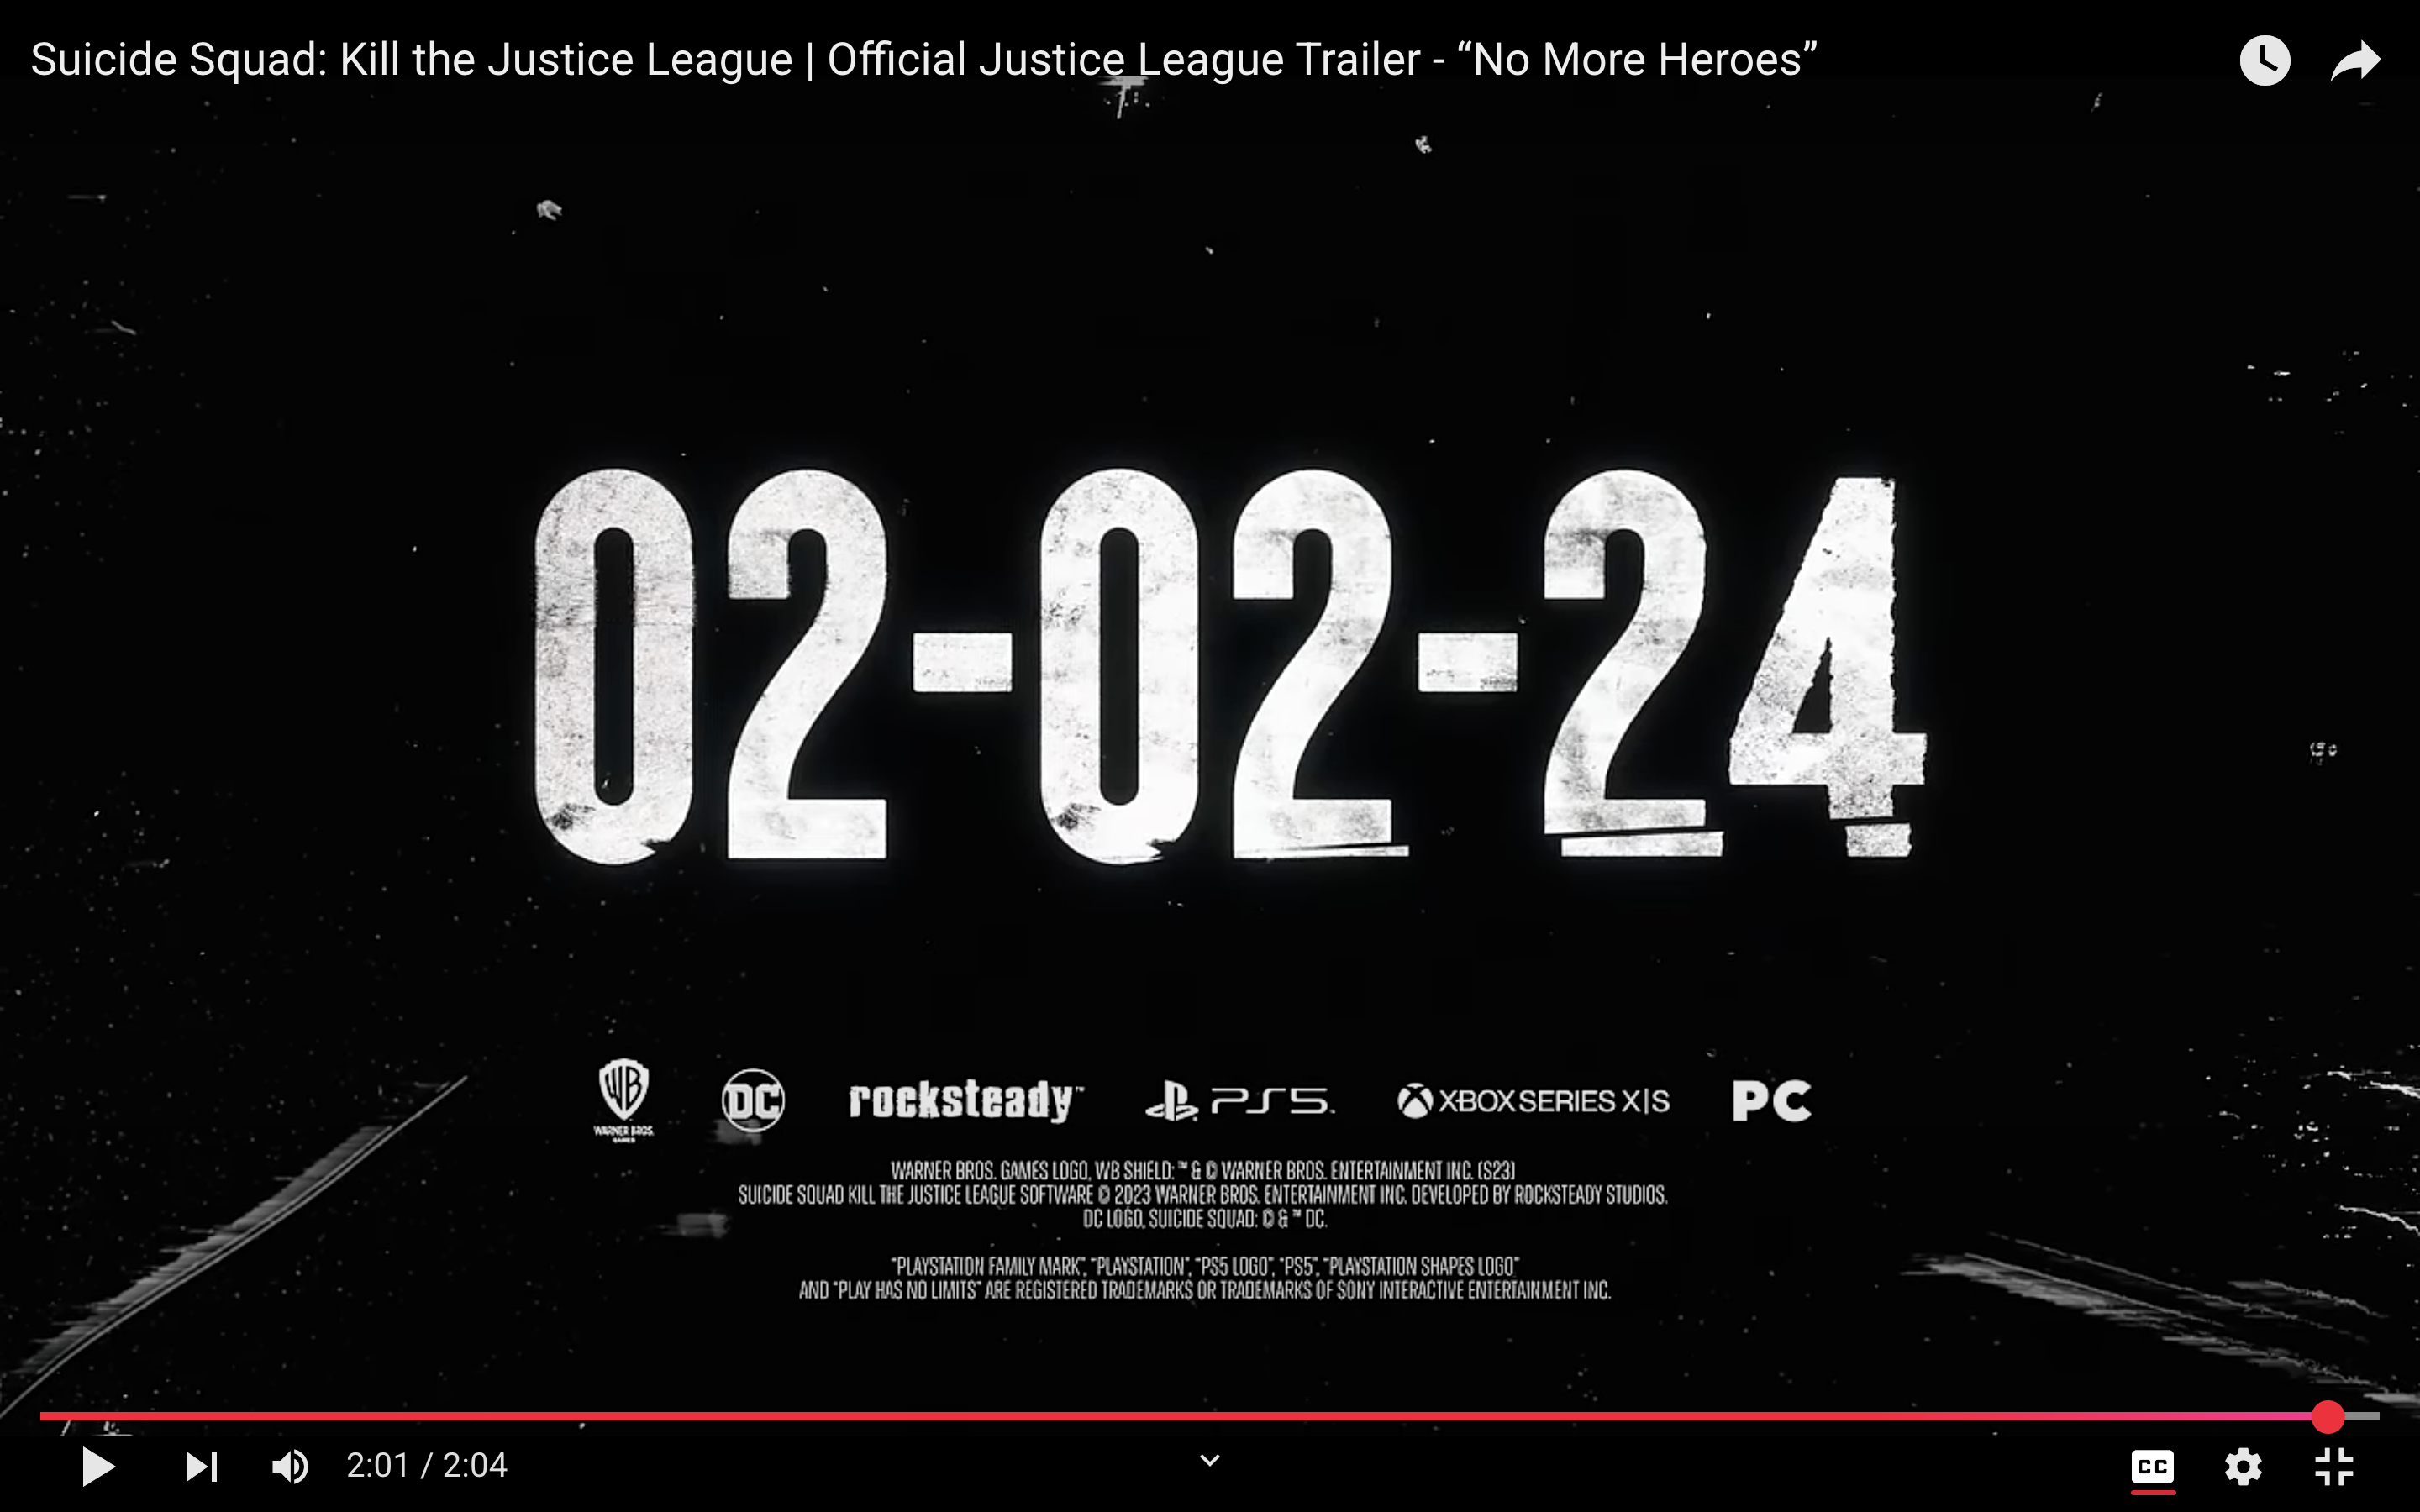 Suicide Squad: Kill the Justice League | Official Justice League Trailer - “No More Heroes”
02-02-24
WB WARNER BROS. GAMES DC rocksteady™ PS5. XBOX SERIES X|S PC
WARNER BROS. GAMES LOGO, WB SHIELD: ™ & © WARNER BROS. ENTERTAINMENT INC. (S23)
SUICIDE SQUAD KILL THE JUSTICE LEAGUE SOFTWARE © 2023 WARNER BROS. ENTERTAINMENT INC. DEVELOPED BY ROCKSTEADY STUDIOS.
DC LOGO, SUICIDE SQUAD: © & ™ DC.
“PLAYSTATION FAMILY MARK”, “PLAYSTATION”, “PS5 LOGO”, “PS5”, “PLAYSTATION SHAPES LOGO”
AND “PLAY HAS NO LIMITS” ARE REGISTERED TRADEMARKS OR TRADEMARKS OF SONY INTERACTIVE ENTERTAINMENT INC.
2:01 / 2:04 CC